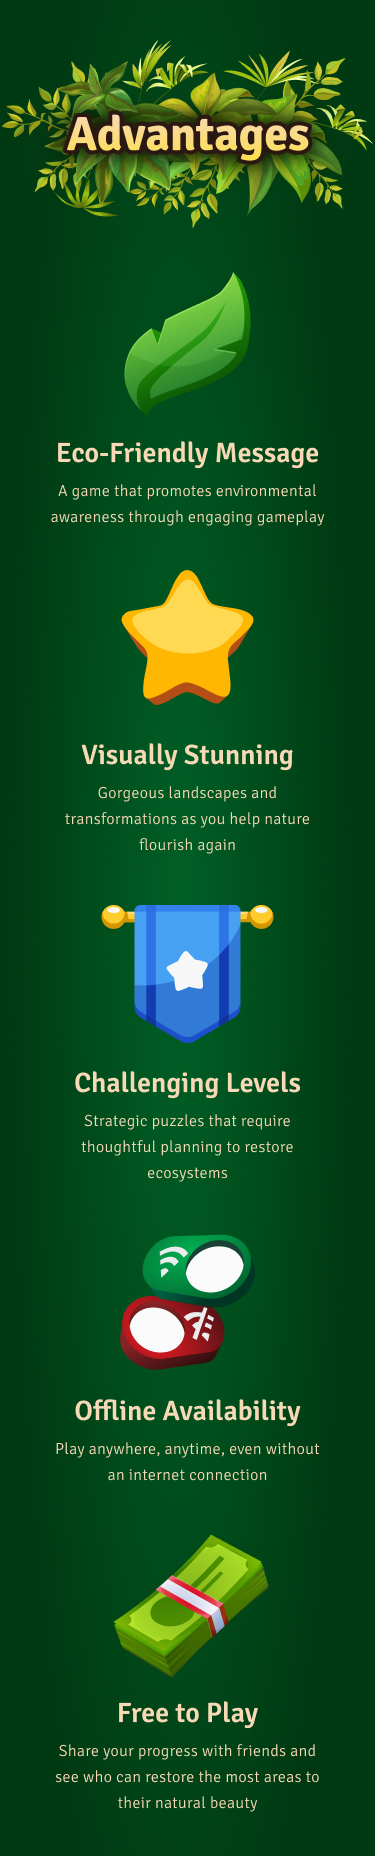 Advantages
Eco-Friendly Message
A game that promotes environmental
awareness through engaging gameplay
Visually Stunning
Gorgeous landscapes and
transformations as you help nature
flourish again
Challenging Levels
Strategic puzzles that require
thoughtful planning to restore
ecosystems
Offline Availability
Play anywhere, anytime, even without
an internet connection
Free to Play
Share your progress with friends and
see who can restore the most areas to
their natural beauty